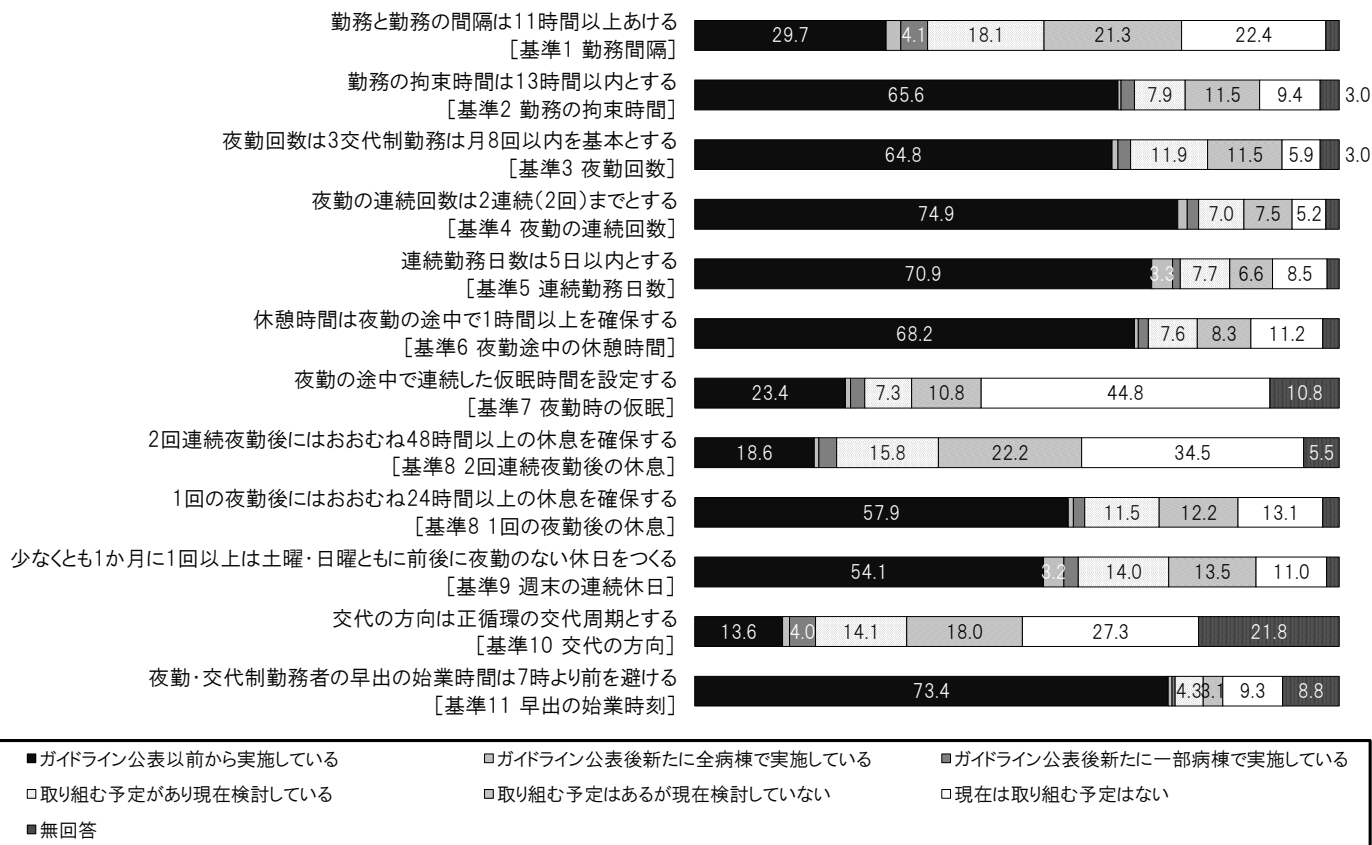 勤務と勤務の間隔は11時間以上あける
[基準1 勤務間隔]
29.7 4.1 18.1 21.3 22.4
勤務の拘束時間は13時間以内とする
[基準2 勤務の拘束時間]
65.6 7.9 11.5 9.4 3.0
夜勤回数は3交代制勤務は月8回以内を基本とする
[基準3 夜勤回数]
64.8 11.9 11.5 5.9 3.0
夜勤の連続回数は2連続(2回)までとする
[基準4 夜勤の連続回数]
74.9 7.0 7.5 5.2
連続勤務日数は5日以内とする
[基準5 連続勤務日数]
70.9 3.3 7.7 6.6 8.5
休憩時間は夜勤の途中で1時間以上を確保する
[基準6 夜勤途中の休憩時間]
68.2 7.6 8.3 11.2
夜勤の途中で連続した仮眠時間を設定する
[基準7 夜勤時の仮眠]
23.4 7.3 10.8 44.8 10.8
2回連続夜勤後にはおおむね48時間以上の休息を確保する
[基準8 2回連続夜勤後の休息]
18.6 15.8 22.2 34.5 5.5
1回の夜勤後にはおおむね24時間以上の休息を確保する
[基準8 1回の夜勤後の休息]
57.9 11.5 12.2 13.1
少なくとも1か月に1回以上は土曜・日曜ともに前後に夜勤のない休日をつくる
[基準9 週末の連続休日]
54.1 3.2 14.0 13.5 11.0
交代の方向は正循環の交代周期とする
[基準10 交代の方向]
13.6 4.0 14.1 18.0 27.3 21.8
夜勤・交代制勤務者の早出の始業時間は7時より前を避ける
[基準11 早出の始業時刻]
73.4 4.3 3.1 9.3 8.8
■ガイドライン公表以前から実施している ■ガイドライン公表後新たに全病棟で実施している ■ガイドライン公表後新たに一部病棟で実施している
□取り組む予定があり現在検討している ■取り組む予定はあるが現在検討していない □現在は取り組む予定はない
■無回答